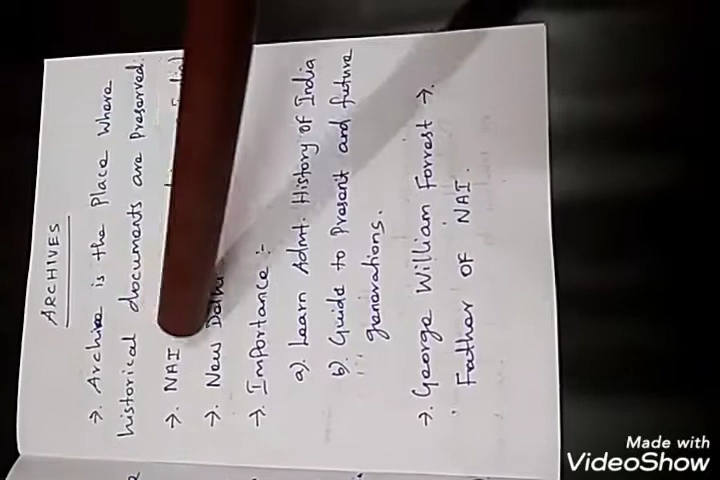 ARCHIVES
→. Archive is the Place where
historical documents are Preserved.
→. NAI
→. New Delhi
→. Importance :-
a). Learn Admt. History of India
b). Guide to Present and future
generations.
→. George William Forrest →.
Father OF NAI.
Made with
VideoShow